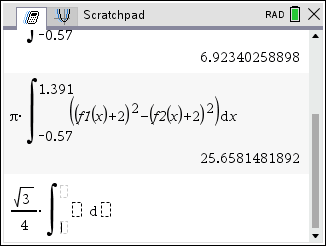 Scratchpad RAD
∫ -0.57
6.92340258898
π·∫ 1.391 -0.57 ((f1(x)+2)²-(f2(x)+2)²)dx
25.6581481892
√3/4 · ∫ d